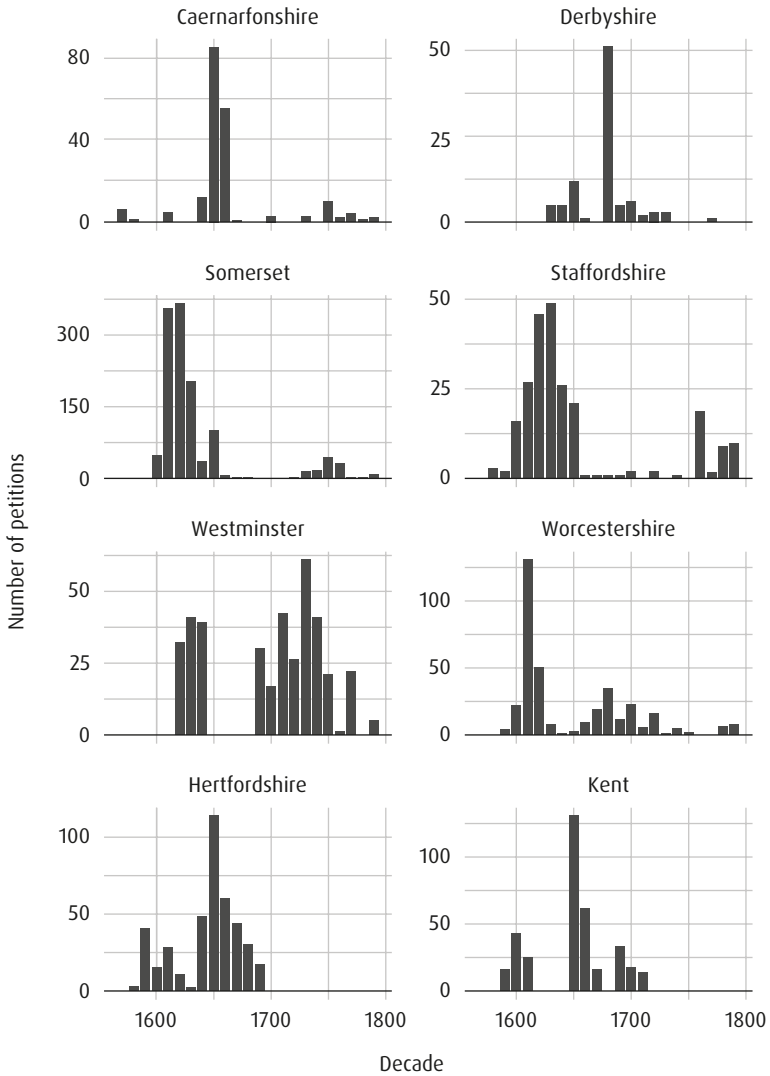 Caernarfonshire
Derbyshire
80
40
0
50
25
0
Somerset
Staffordshire
300
150
0
50
25
0
Westminster
Worcestershire
50
25
0
100
50
0
Hertfordshire
Kent
100
50
0
100
50
0
1600 1700 1800
1600 1700 1800
Number of petitions
Decade